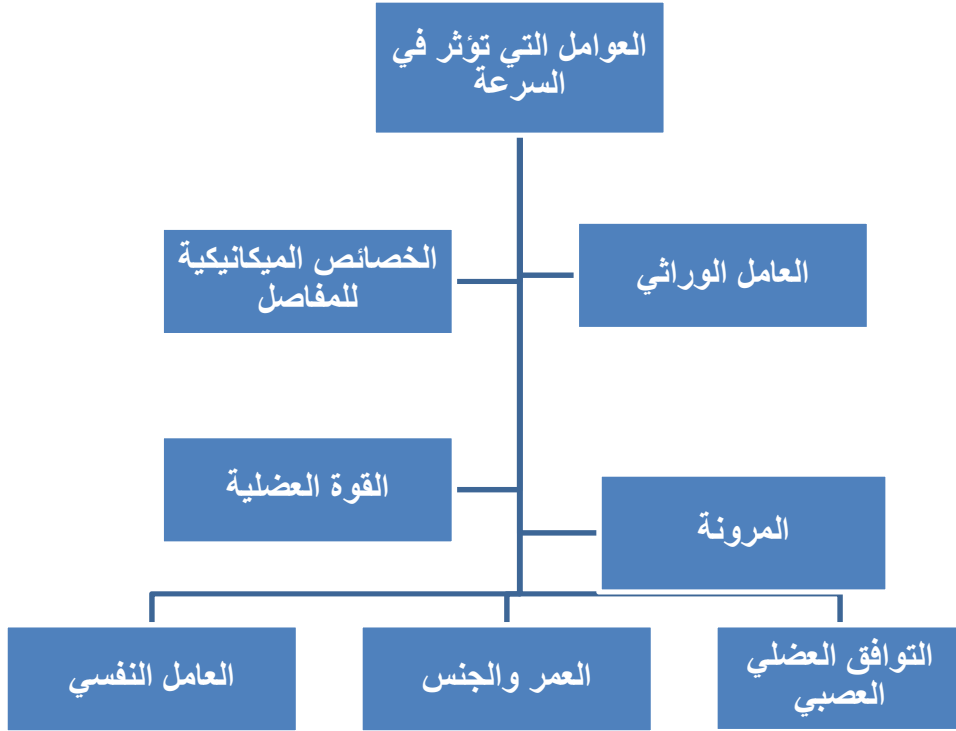 العوامل التي تؤثر في
السرعة
العامل الوراثي
الخصائص الميكانيكية
للمفاصل
القوة العضلية
المرونة
التوافق العضلي
العصبي
العمر والجنس
العامل النفسي